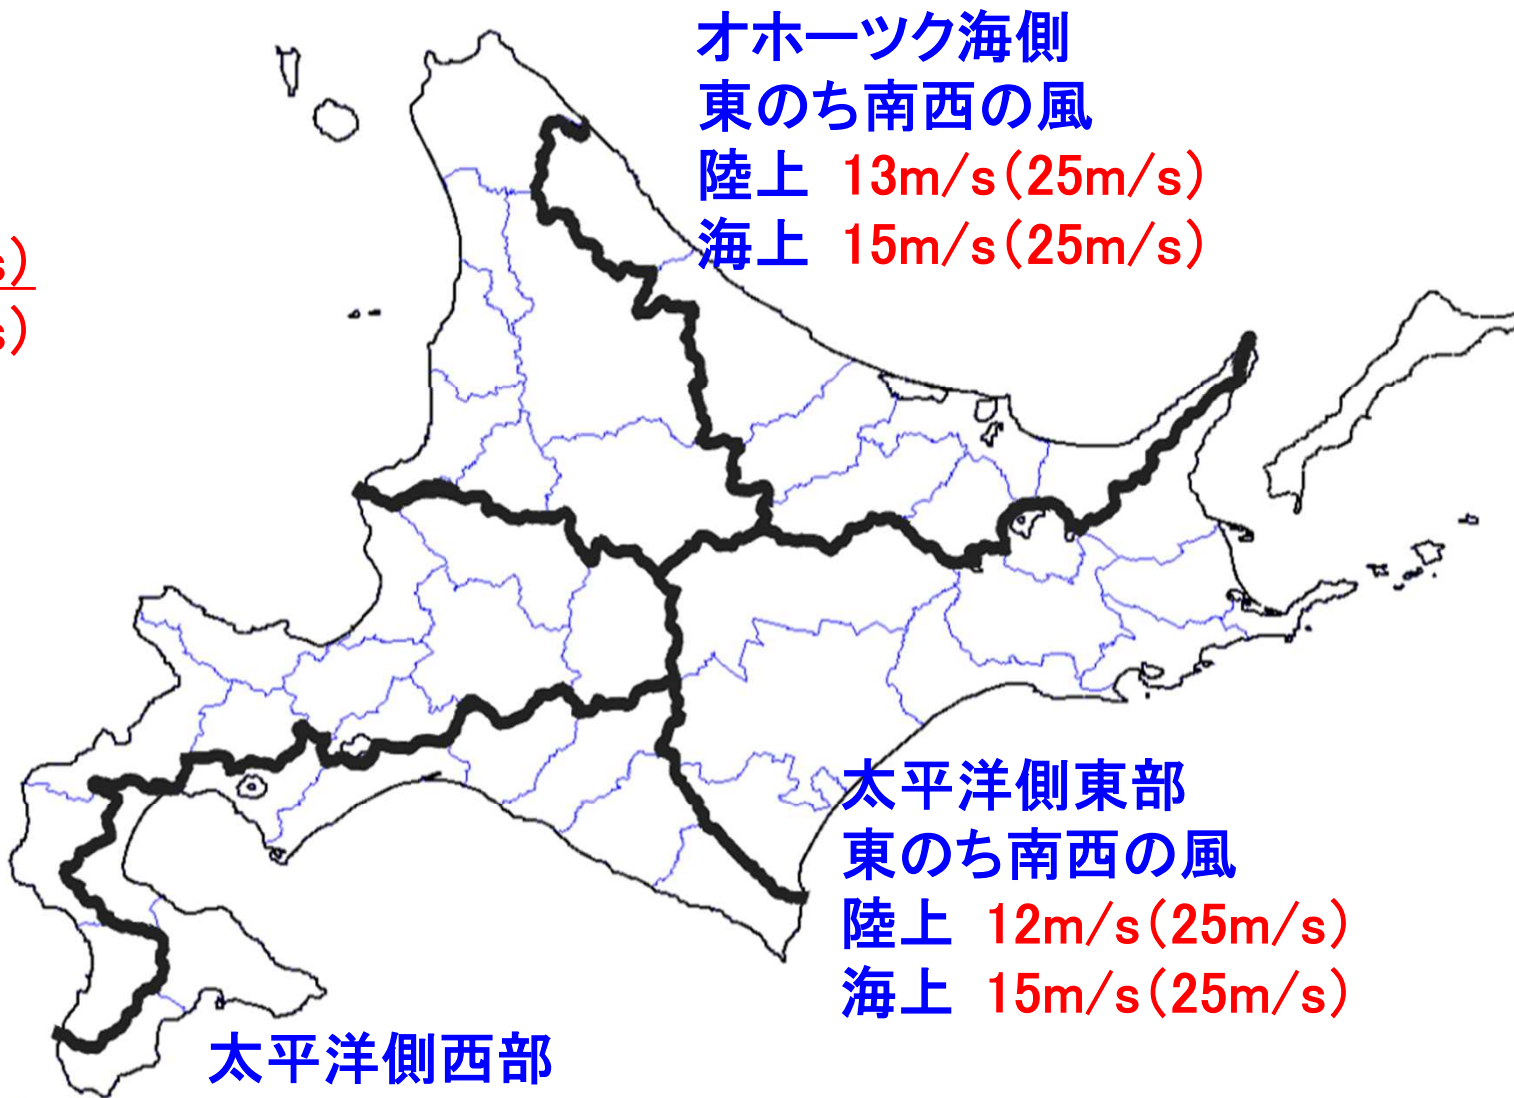 オホーツク海側
東のち南西の風
陸上 13m/s(25m/s)
海上 15m/s(25m/s)
s)
s)
太平洋側東部
東のち南西の風
陸上 12m/s(25m/s)
海上 15m/s(25m/s)
太平洋側西部